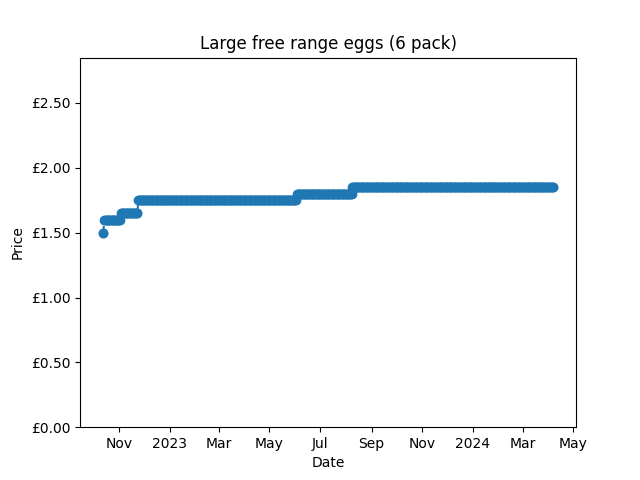 Large free range eggs (6 pack)
£2.50
£2.00
£1.50
£1.00
£0.50
£0.00
Price
Nov 2023 Mar May Jul Sep Nov 2024 Mar May
Date